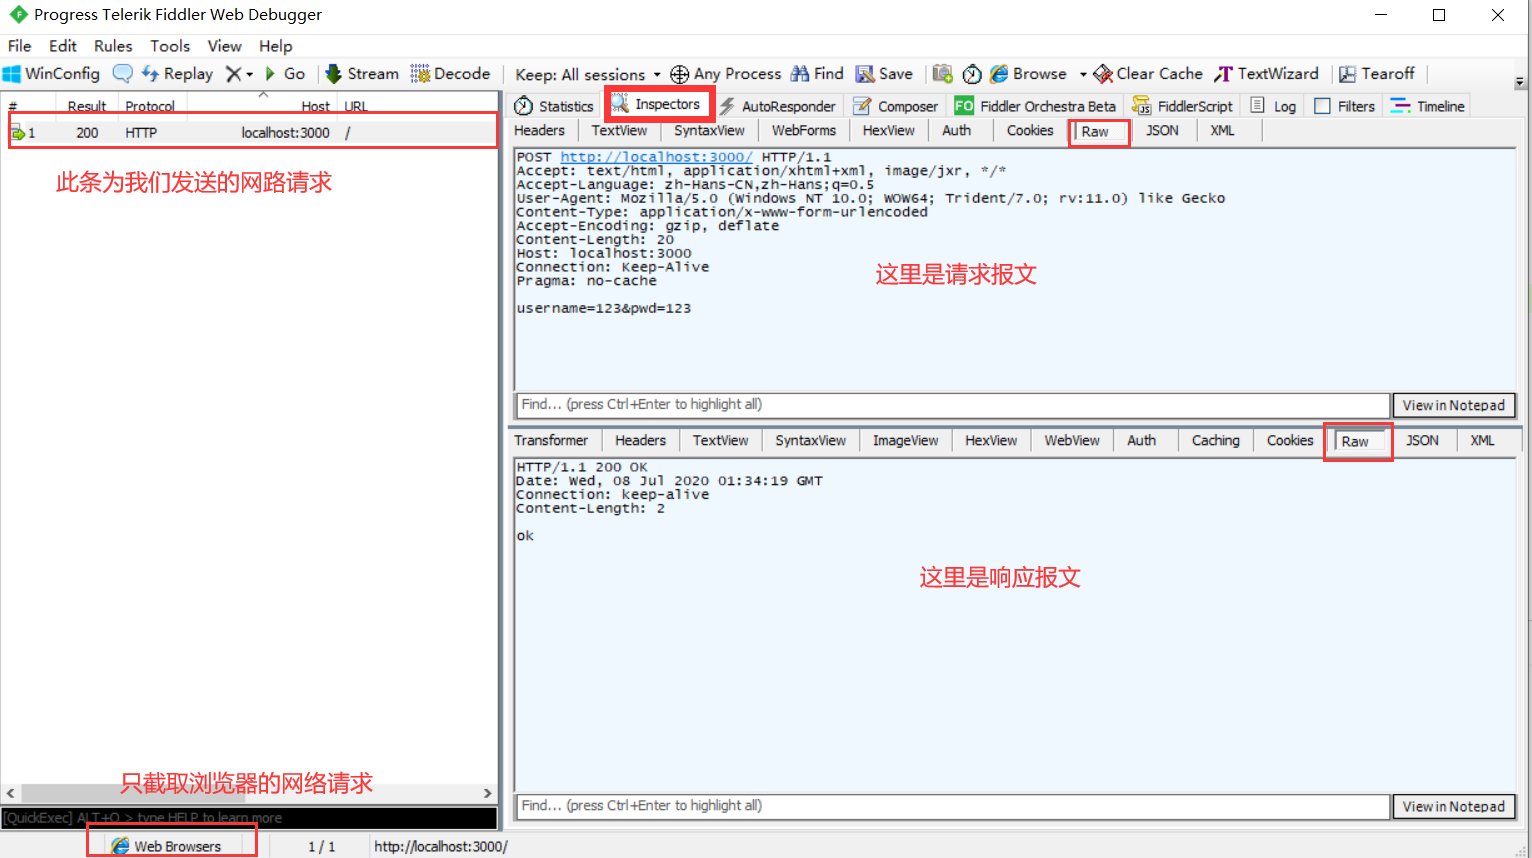 Progress Telerik Fiddler Web Debugger
File Edit Rules Tools View Help
WinConfig Replay Go Stream Decode Keep: All sessions Any Process Find Save Browse Clear Cache TextWizard Tearoff
# Result Protocol Host URL
1 200 HTTP localhost:3000 /
此条为我们发送的网路请求
Statistics Inspectors AutoResponder Composer FO Fiddler Orchestra Beta FiddlerScript Log Filters Timeline
Headers TextView SyntaxView WebForms HexView Auth Cookies Raw JSON XML
POST http://localhost:3000/ HTTP/1.1
Accept: text/html, application/xhtml+xml, image/jxr, */*
Accept-Language: zh-Hans-CN,zh-Hans;q=0.5
User-Agent: Mozilla/5.0 (Windows NT 10.0; WOW64; Trident/7.0; rv:11.0) like Gecko
Content-Type: application/x-www-form-urlencoded
Accept-Encoding: gzip, deflate
Content-Length: 20
Host: localhost:3000
Connection: Keep-Alive
Pragma: no-cache
username=123&pwd=123
这里是请求报文
Find... (press Ctrl+Enter to highlight all) View in Notepad
Transformer Headers TextView SyntaxView ImageView HexView WebView Auth Caching Cookies Raw JSON XML
HTTP/1.1 200 OK
Date: Wed, 08 Jul 2020 01:34:19 GMT
Connection: keep-alive
Content-Length: 2
ok
这里是响应报文
Find... (press Ctrl+Enter to highlight all) View in Notepad
只截取浏览器的网络请求
[QuickExec] ALT+Q > type HELP to learn more
Web Browsers 1 / 1 http://localhost:3000/